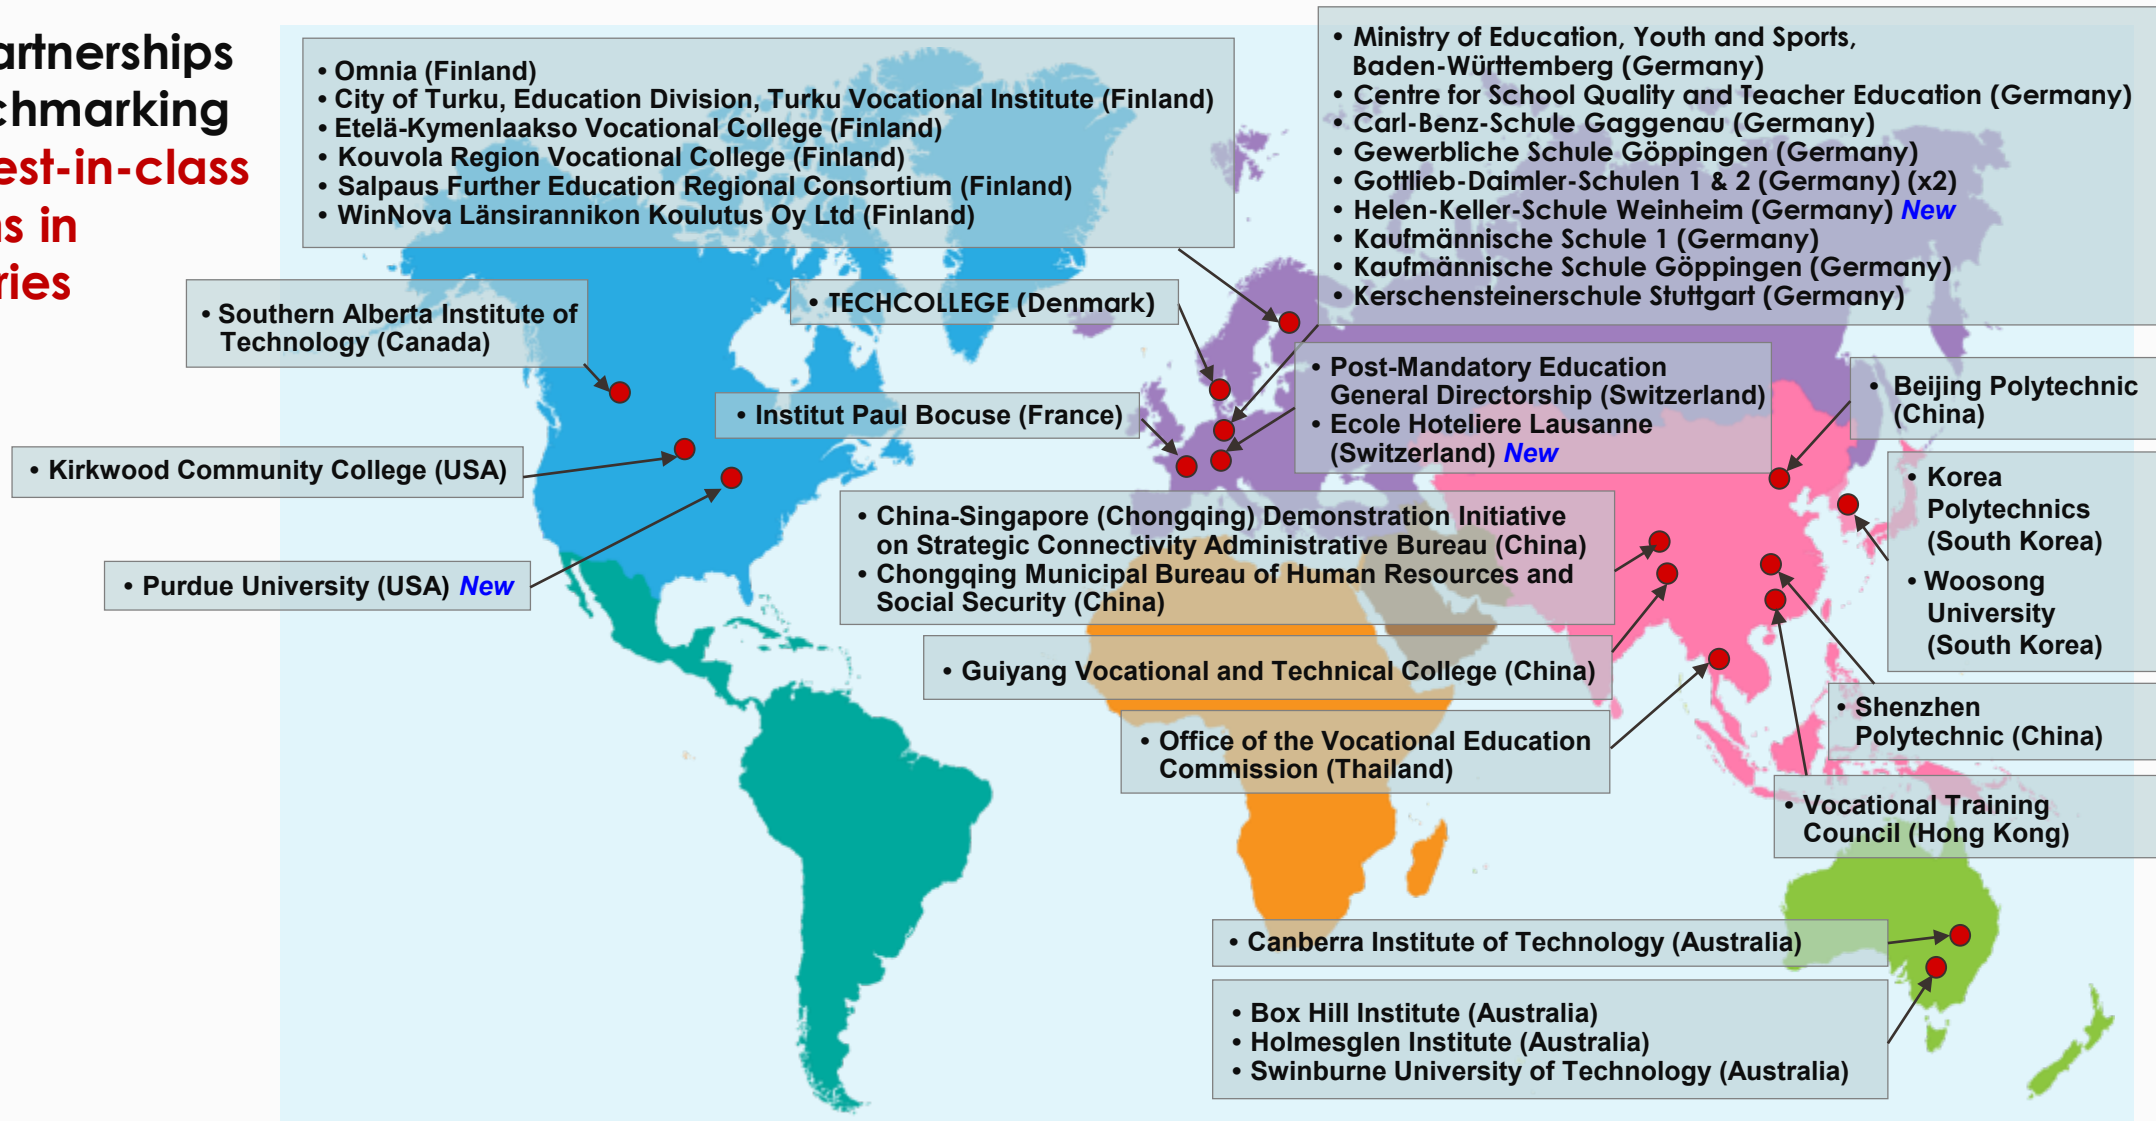 artnerships
chmarking
est-in-class
ns in
ries
• Omnia (Finland)
• City of Turku, Education Division, Turku Vocational Institute (Finland)
• Etelä-Kymenlaakso Vocational College (Finland)
• Kouvola Region Vocational College (Finland)
• Salpaus Further Education Regional Consortium (Finland)
• WinNova Länsirannikon Koulutus Oy Ltd (Finland)
• Ministry of Education, Youth and Sports,
Baden-Württemberg (Germany)
• Centre for School Quality and Teacher Education (Germany)
• Carl-Benz-Schule Gaggenau (Germany)
• Gewerbliche Schule Göppingen (Germany)
• Gottlieb-Daimler-Schulen 1 & 2 (Germany) (x2)
• Helen-Keller-Schule Weinheim (Germany) New
• Kaufmännische Schule 1 (Germany)
• Kaufmännische Schule Göppingen (Germany)
• Kerschensteinerschule Stuttgart (Germany)
• Southern Alberta Institute of
Technology (Canada)
• TECHCOLLEGE (Denmark)
• Institut Paul Bocuse (France)
• Post-Mandatory Education
General Directorship (Switzerland)
• Ecole Hoteliere Lausanne
(Switzerland) New
• Beijing Polytechnic
(China)
• Kirkwood Community College (USA)
• Korea
Polytechnics
(South Korea)
• Woosong
University
(South Korea)
• China-Singapore (Chongqing) Demonstration Initiative
on Strategic Connectivity Administrative Bureau (China)
• Chongqing Municipal Bureau of Human Resources and
Social Security (China)
• Purdue University (USA) New
• Guiyang Vocational and Technical College (China)
• Shenzhen
Polytechnic (China)
• Office of the Vocational Education
Commission (Thailand)
• Vocational Training
Council (Hong Kong)
• Canberra Institute of Technology (Australia)
• Box Hill Institute (Australia)
• Holmesglen Institute (Australia)
• Swinburne University of Technology (Australia)